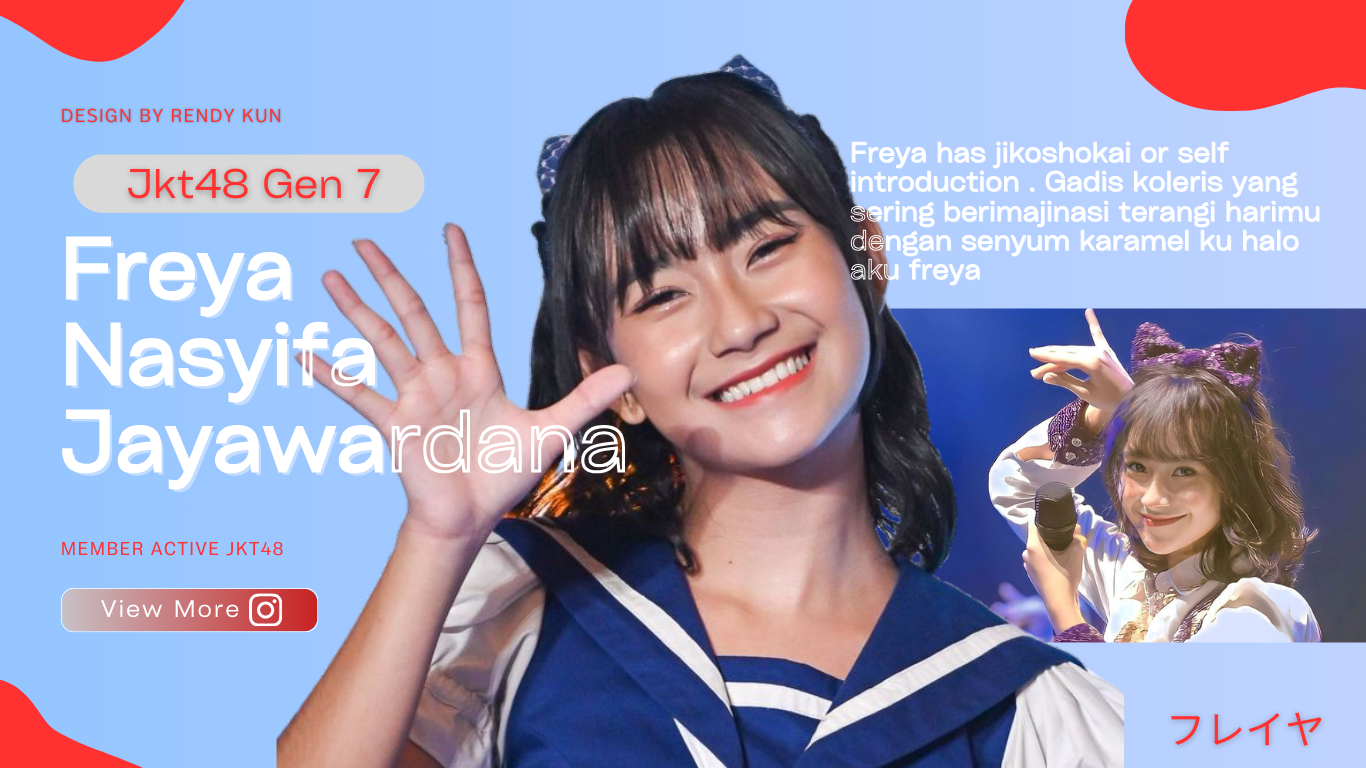 DESIGN BY RENDY KUN
Jkt48 Gen 7
Freya
Nasyifa
Jayawardana
MEMBER ACTIVE JKT48
View More
Freya has jikoshokai or self
introduction . Gadis koleris yang
sering berimajinasi terangi harimu
dengan senyum karamel ku halo
aku freya
フレイヤ